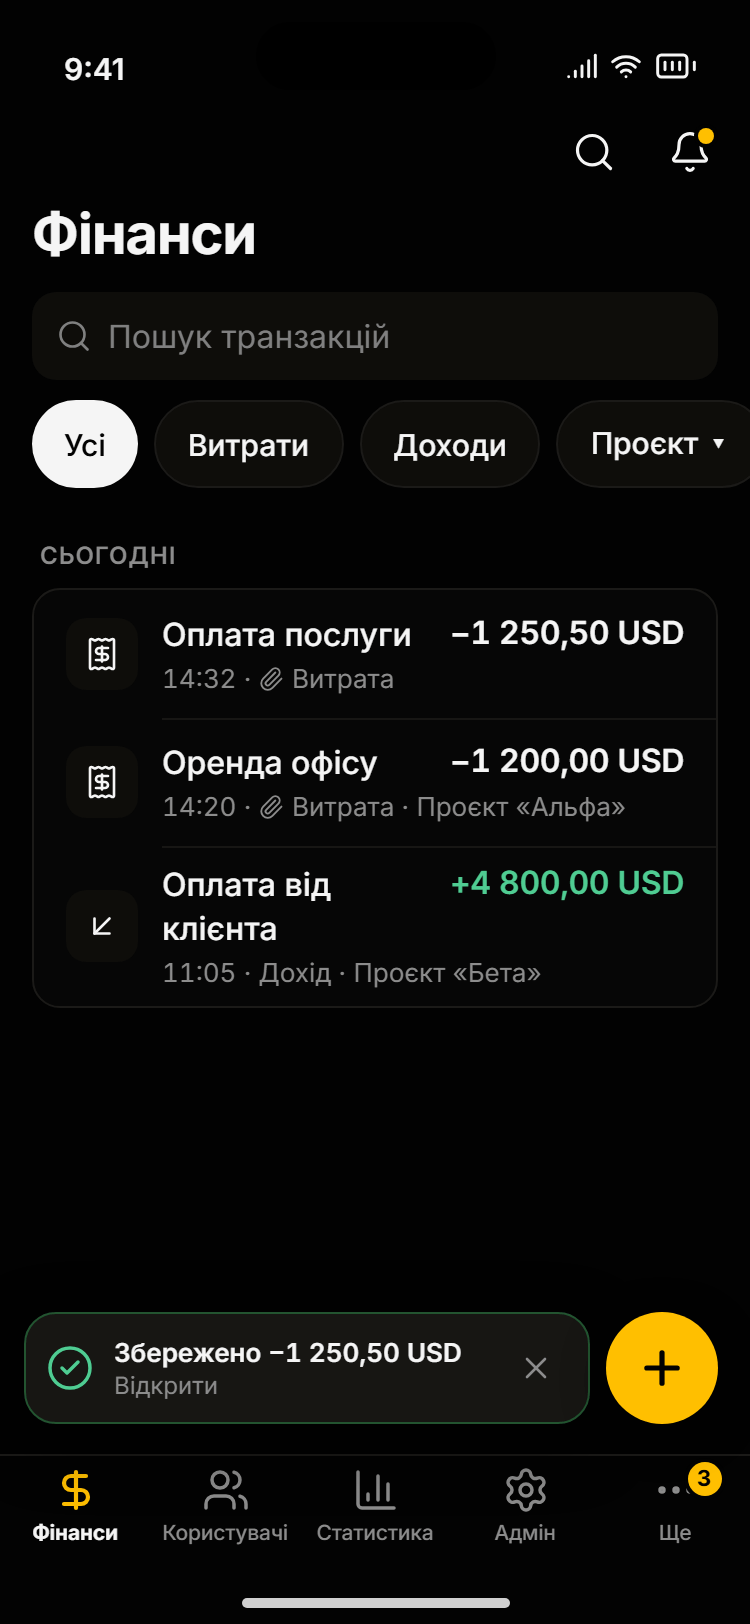 9:41
Фінанси
Пошук транзакцій
Усі Витрати Доходи Проєкт ▼
СЬОГОДНІ
Оплата послуги −1 250,50 USD
14:32 · Витрата
Оренда офісу −1 200,00 USD
14:20 · Витрата · Проєкт «Альфа»
Оплата від +4 800,00 USD
клієнта
11:05 · Дохід · Проєкт «Бета»
Збережено −1 250,50 USD
Відкрити
3
Фінанси Користувачі Статистика Адмін Ще